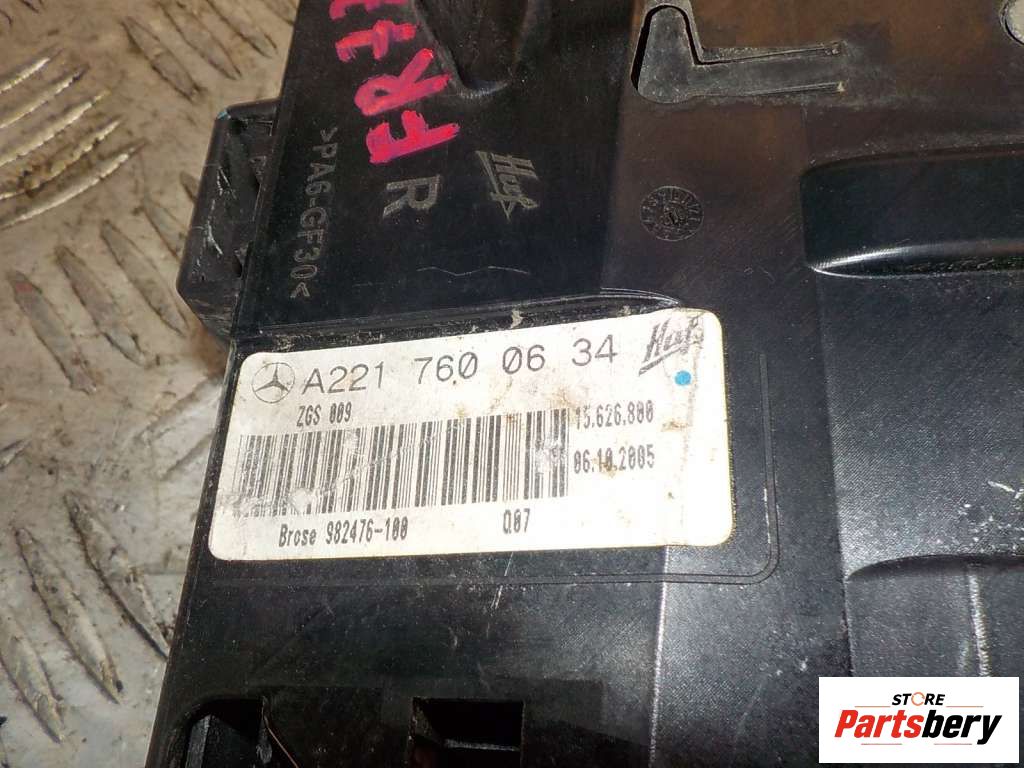 FR
R
Huf
>PA6-GF30<
A221 760 06 34
Huf
ZGS 009
15.626.800
06.10.2005
Brose 982476-100
Q07
STORE
Partsbery